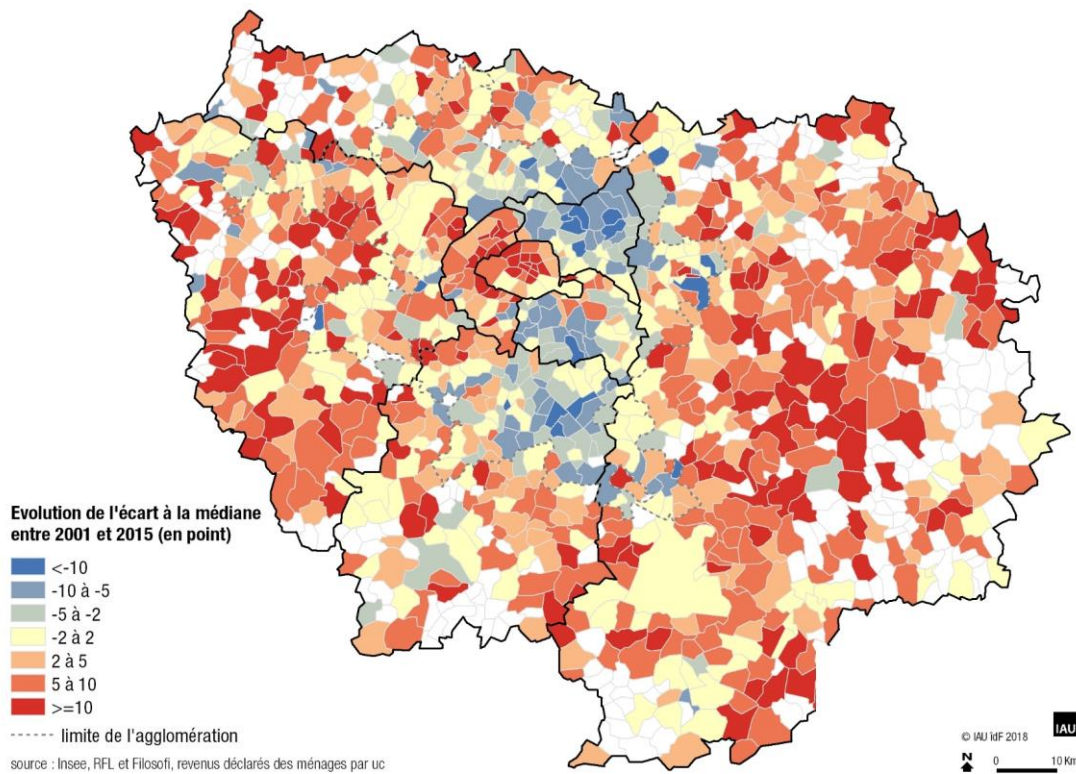 Evolution de l'écart à la médiane
entre 2001 et 2015 (en point)
<-10
-10 à -5
-5 à -2
-2 à 2
2 à 5
5 à 10
>=10
limite de l'agglomération
source : Insee, RFL et Filosofi, revenus déclarés des ménages par uc
© IAU îdF 2018
IAU
N
0 10 Km